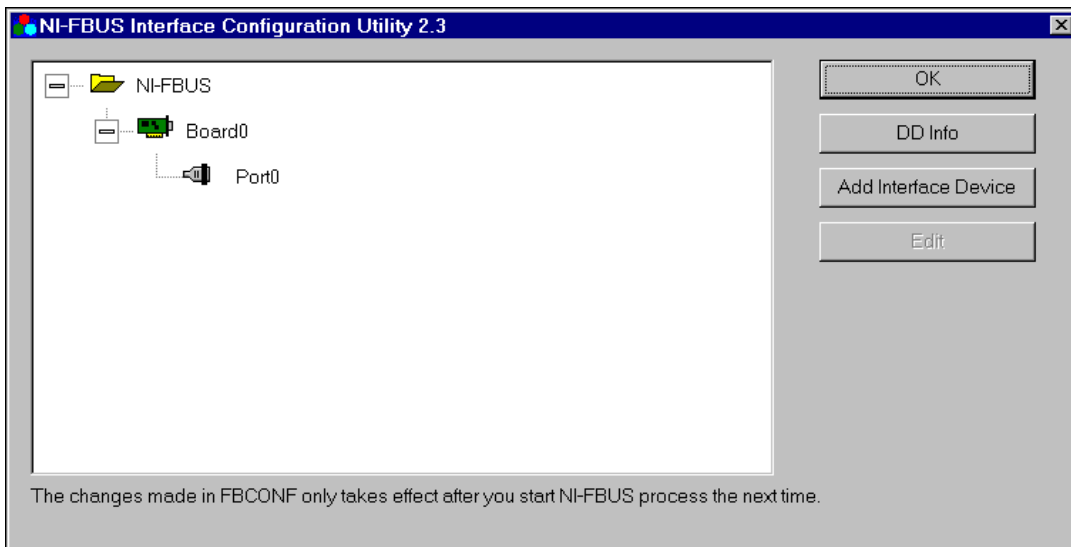 NI-FBUS Interface Configuration Utility 2.3
NI-FBUS
OK
Board0
DD Info
Port0
Add Interface Device
Edit
The changes made in FBCONF only takes effect after you start NI-FBUS process the next time.